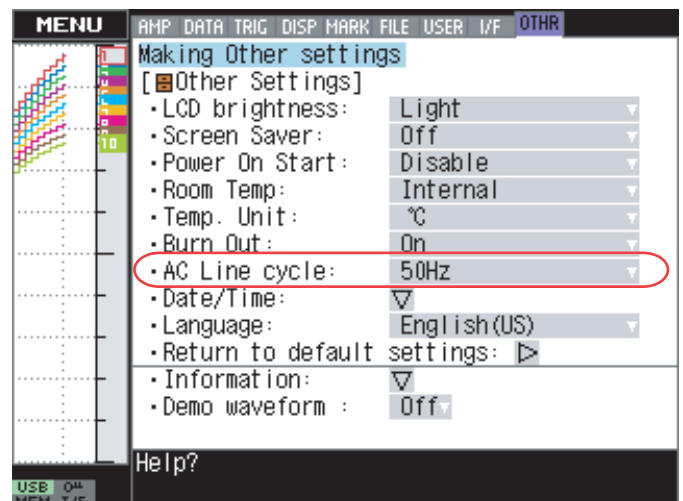 MENU
AMP DATA TRIG DISP MARK FILE USER I/F OTHR
Making Other settings
[Other Settings]
・LCD brightness: Light
・Screen Saver: Off
・Power On Start: Disable
・Room Temp: Internal
・Temp. Unit: ℃
・Burn Out: On
・AC Line cycle: 50Hz
・Date/Time: ▽
・Language: English(US)
・Return to default settings: ▷
・Information: ▽
・Demo waveform : Off
Help?
1
10
USB